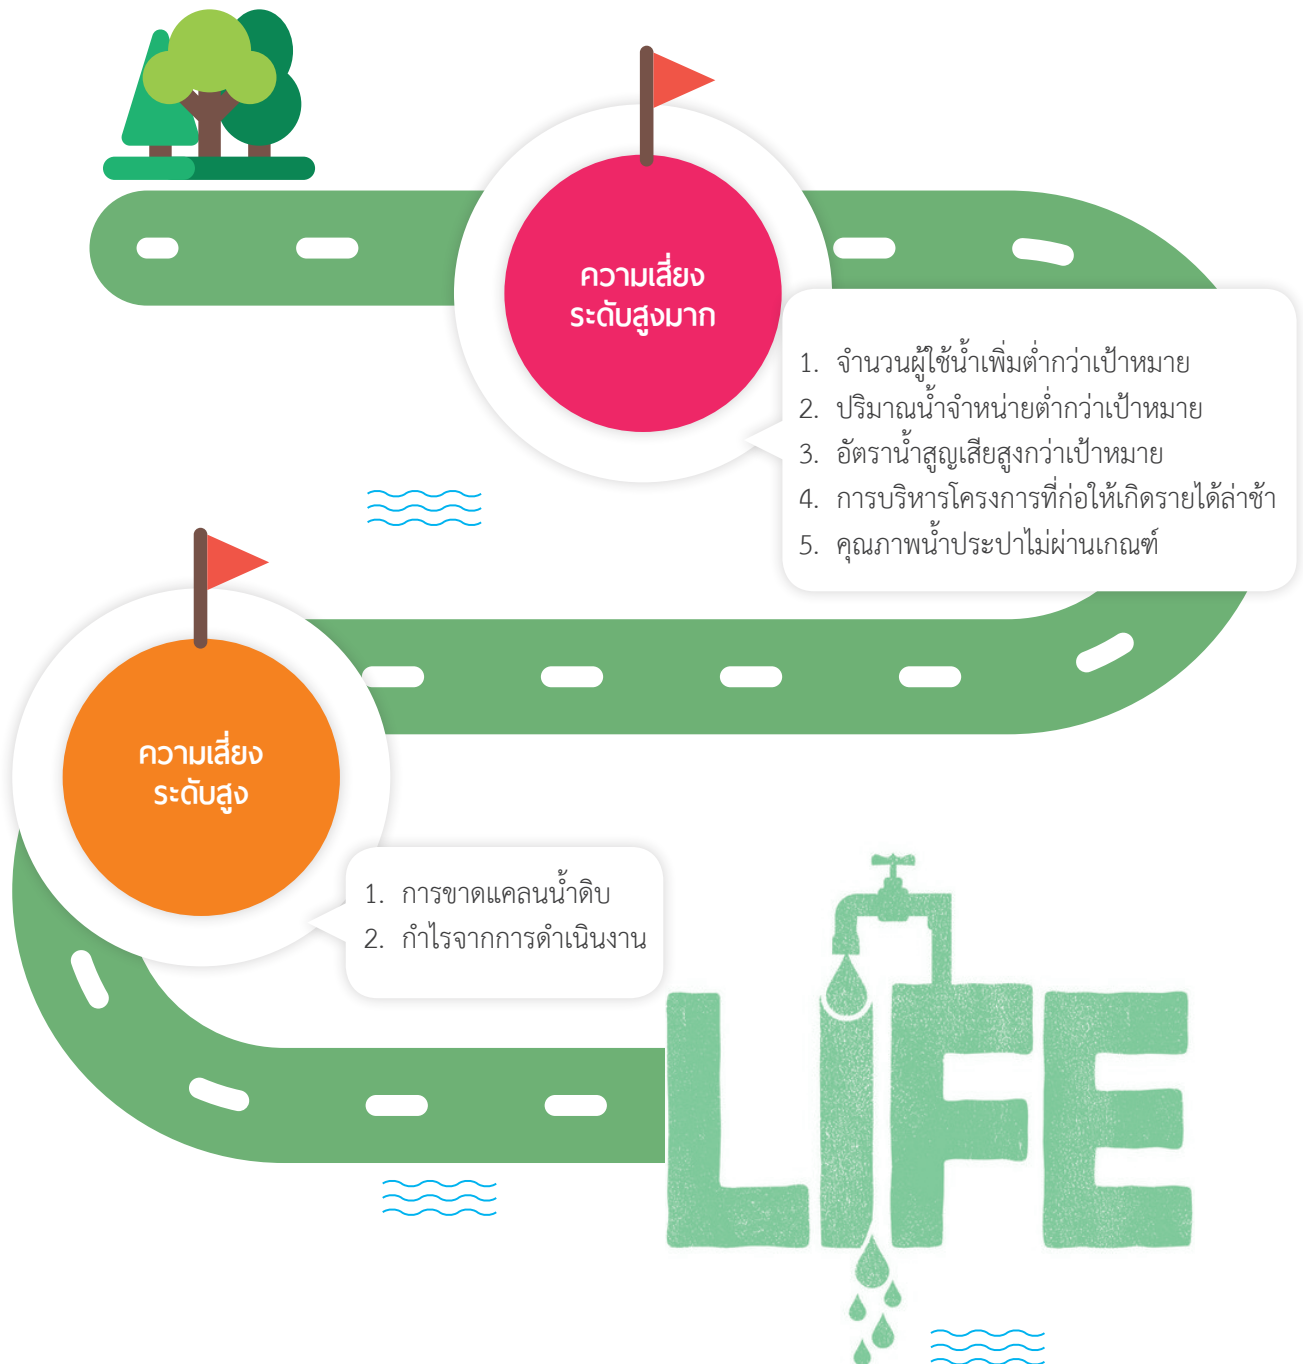 ความเสี่ยง
ระดับสูงมาก
1. จำนวนผู้ใช้น้ำเพิ่มต่ำกว่าเป้าหมาย
2. ปริมาณน้ำจำหน่ายต่ำกว่าเป้าหมาย
3. อัตราน้ำสูญเสียสูงกว่าเป้าหมาย
4. การบริหารโครงการที่ก่อให้เกิดรายได้ล่าช้า
5. คุณภาพน้ำประปาไม่ผ่านเกณฑ์
ความเสี่ยง
ระดับสูง
1. การขาดแคลนน้ำดิบ
2. กำไรจากการดำเนินงาน
LIFE